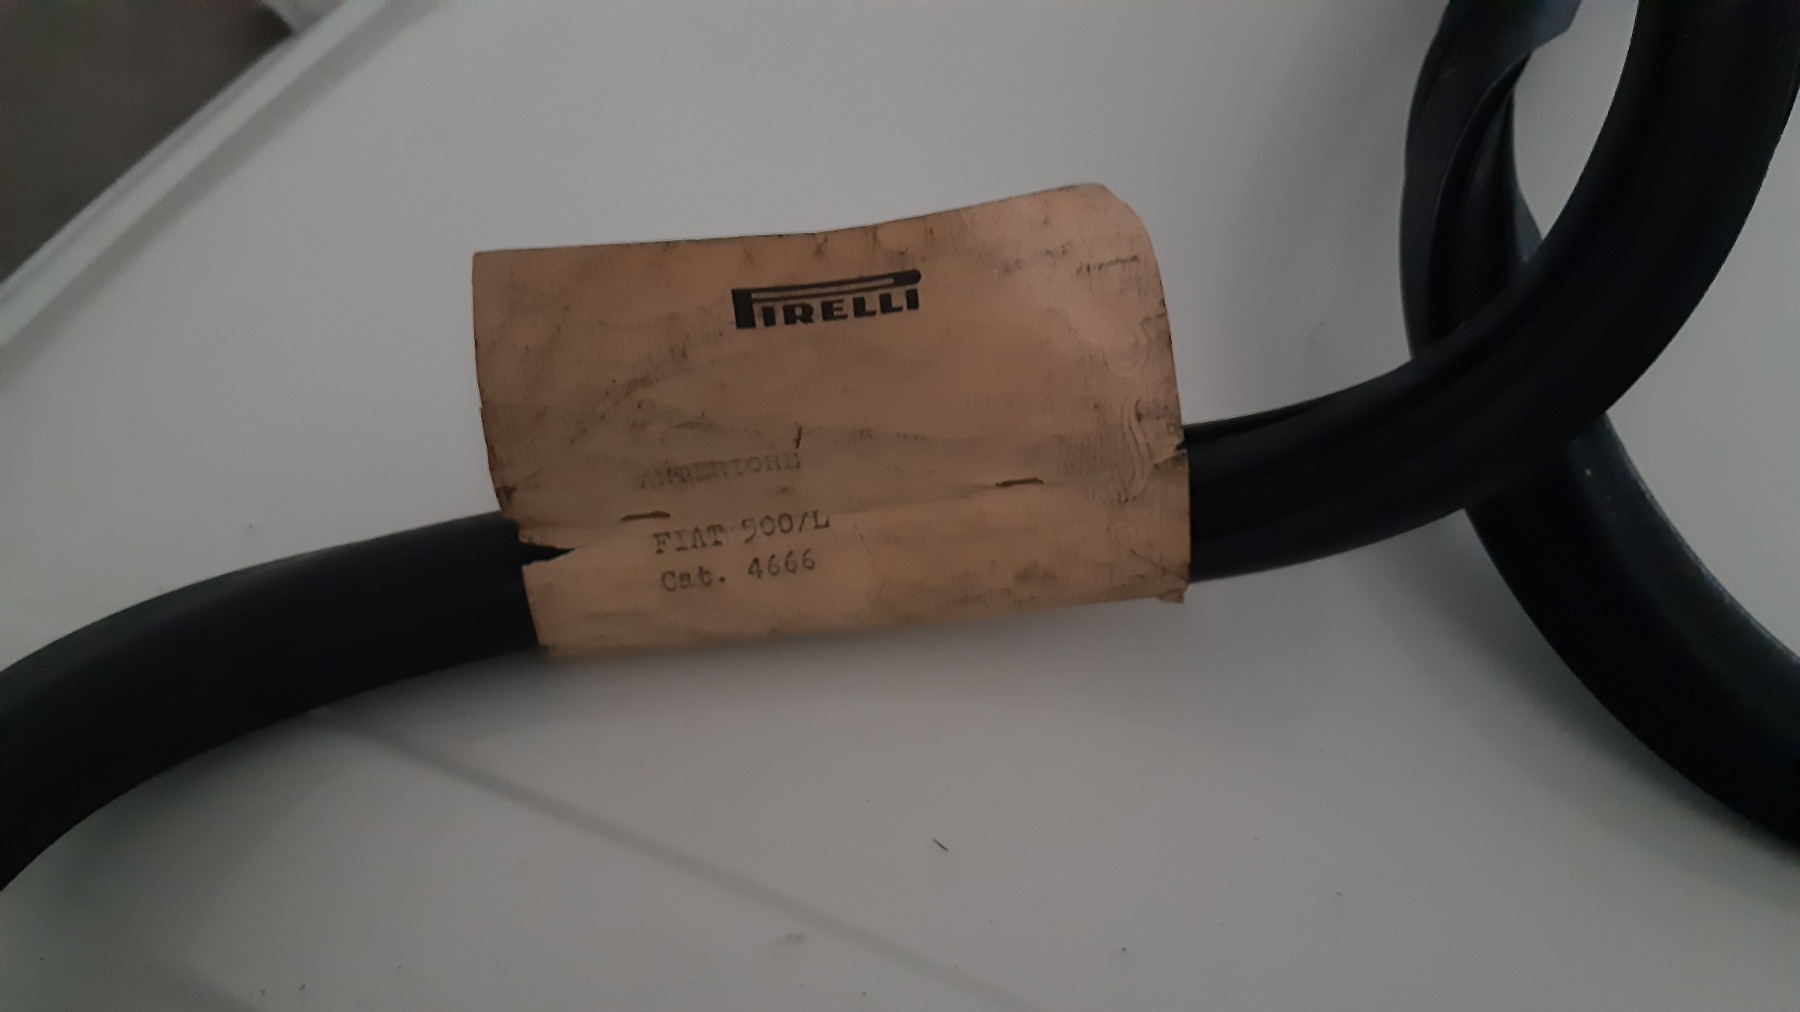 PIRELLI
ANTERIORE
FIAT 500/L
Cat. 4666